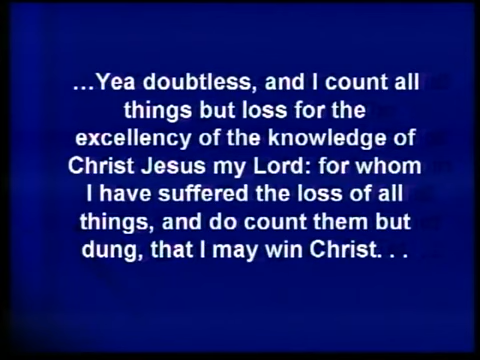 …Yea doubtless, and I count all
things but loss for the
excellency of the knowledge of
Christ Jesus my Lord: for whom
I have suffered the loss of all
things, and do count them but
dung, that I may win Christ. . .